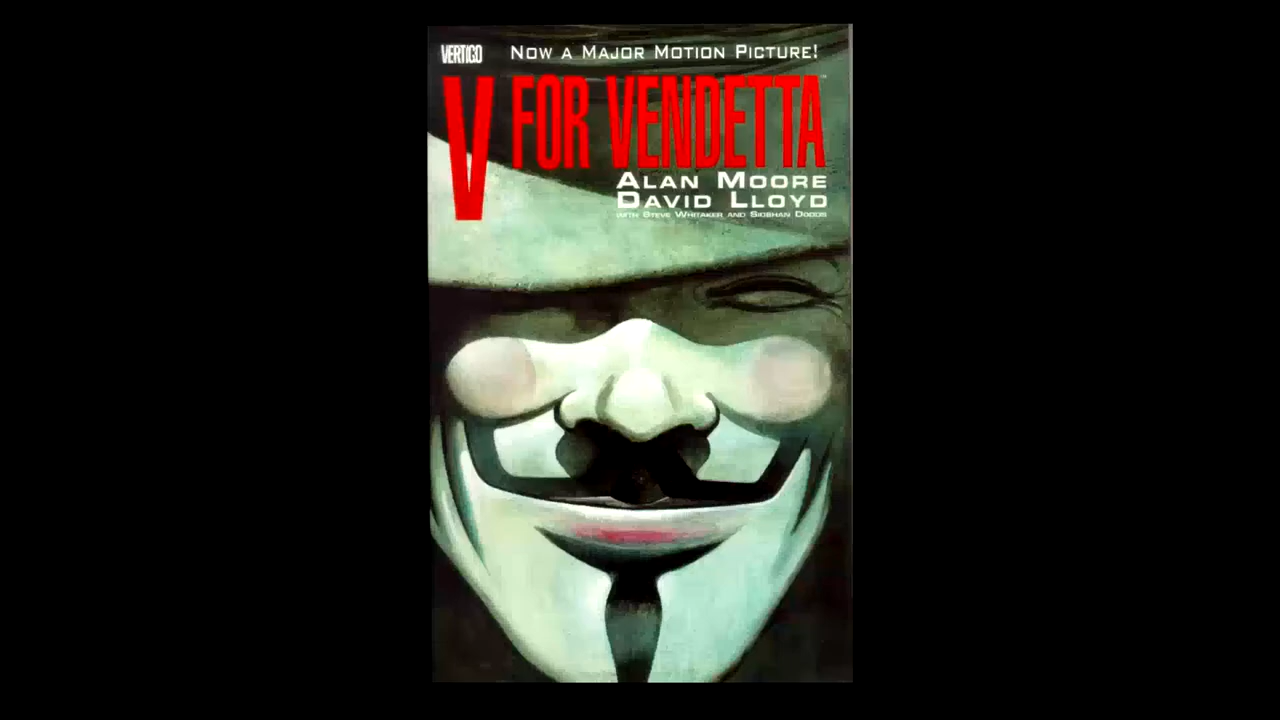 VERTIGO
NOW A MAJOR MOTION PICTURE!
V FOR VENDETTA
ALAN MOORE
DAVID LLOYD
WITH STEVE WHITAKER AND SIOBHAN DODDS